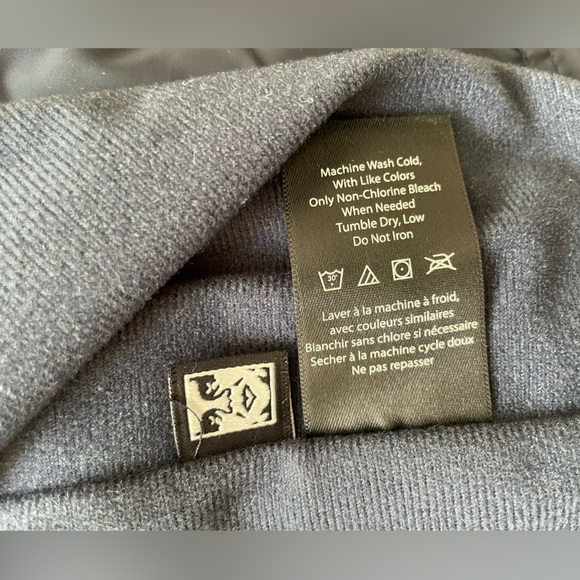 Machine Wash Cold,
With Like Colors
Only Non-Chlorine Bleach
When Needed
Tumble Dry, Low
Do Not Iron
30°
Laver à la machine à froid,
avec couleurs similaires
Blanchir sans chlore si nécessaire
Sécher à la machine cycle doux
Ne pas repasser